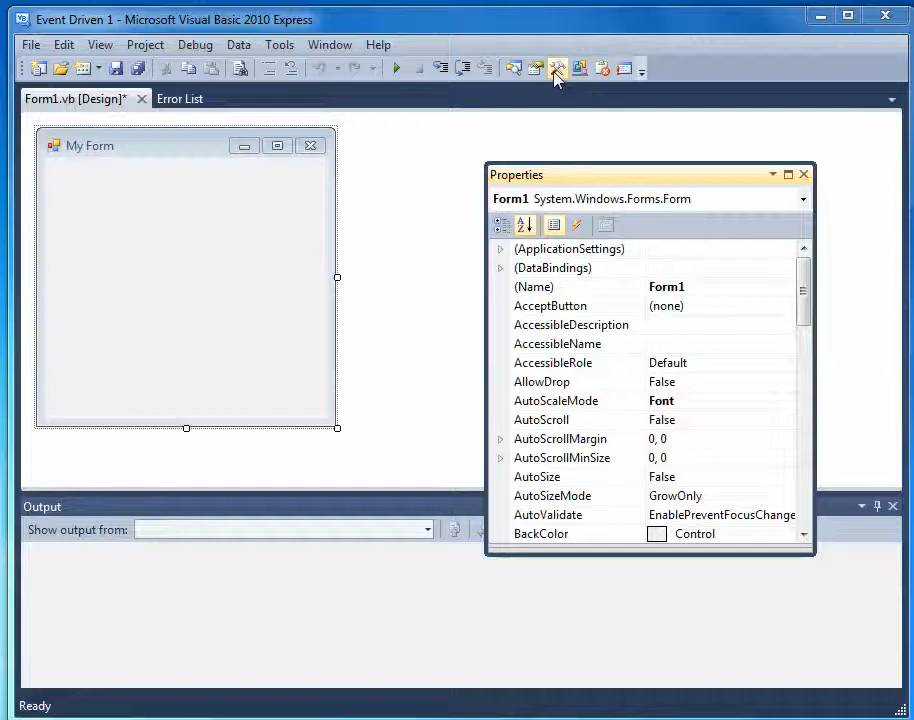 Event Driven 1 - Microsoft Visual Basic 2010 Express
File Edit View Project Debug Data Tools Window Help
Form1.vb [Design]* Error List
My Form
Properties
Form1 System.Windows.Forms.Form
(ApplicationSettings)
(DataBindings)
(Name) Form1
AcceptButton (none)
AccessibleDescription
AccessibleName
AccessibleRole Default
AllowDrop False
AutoScaleMode Font
AutoScroll False
AutoScrollMargin 0, 0
AutoScrollMinSize 0, 0
AutoSize False
AutoSizeMode GrowOnly
AutoValidate EnablePreventFocusChange
BackColor Control
Output
Show output from:
Ready